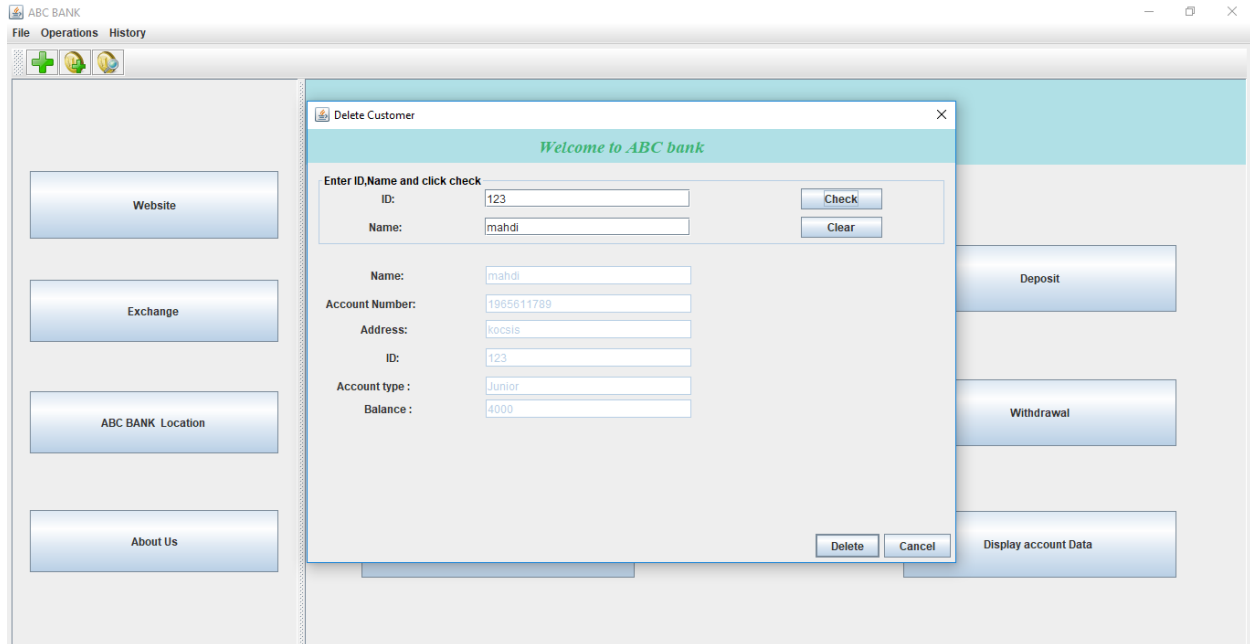 ABC BANK
File Operations History
Delete Customer
Welcome to ABC bank
Enter ID,Name and click check
ID: 123 Check
Name: mahdi Clear
Name: mahdi
Account Number: 1965611789
Address: kocsis
ID: 123
Account type : Junior
Balance : 4000
Delete Cancel
Website
Exchange
ABC BANK Location
About Us
Deposit
Withdrawal
Display account Data